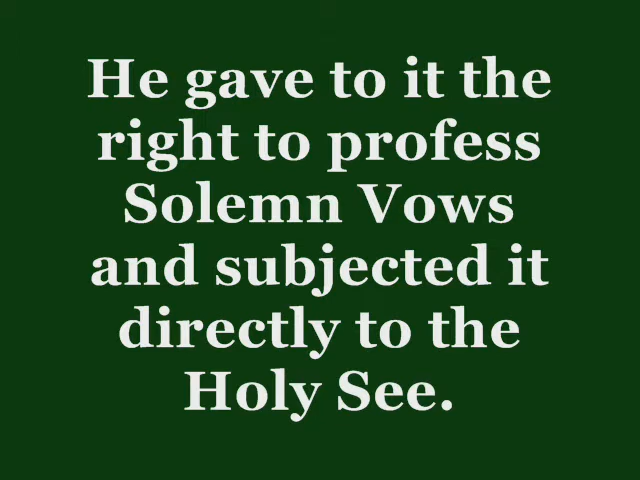 He gave to it the
right to profess
Solemn Vows
and subjected it
directly to the
Holy See.